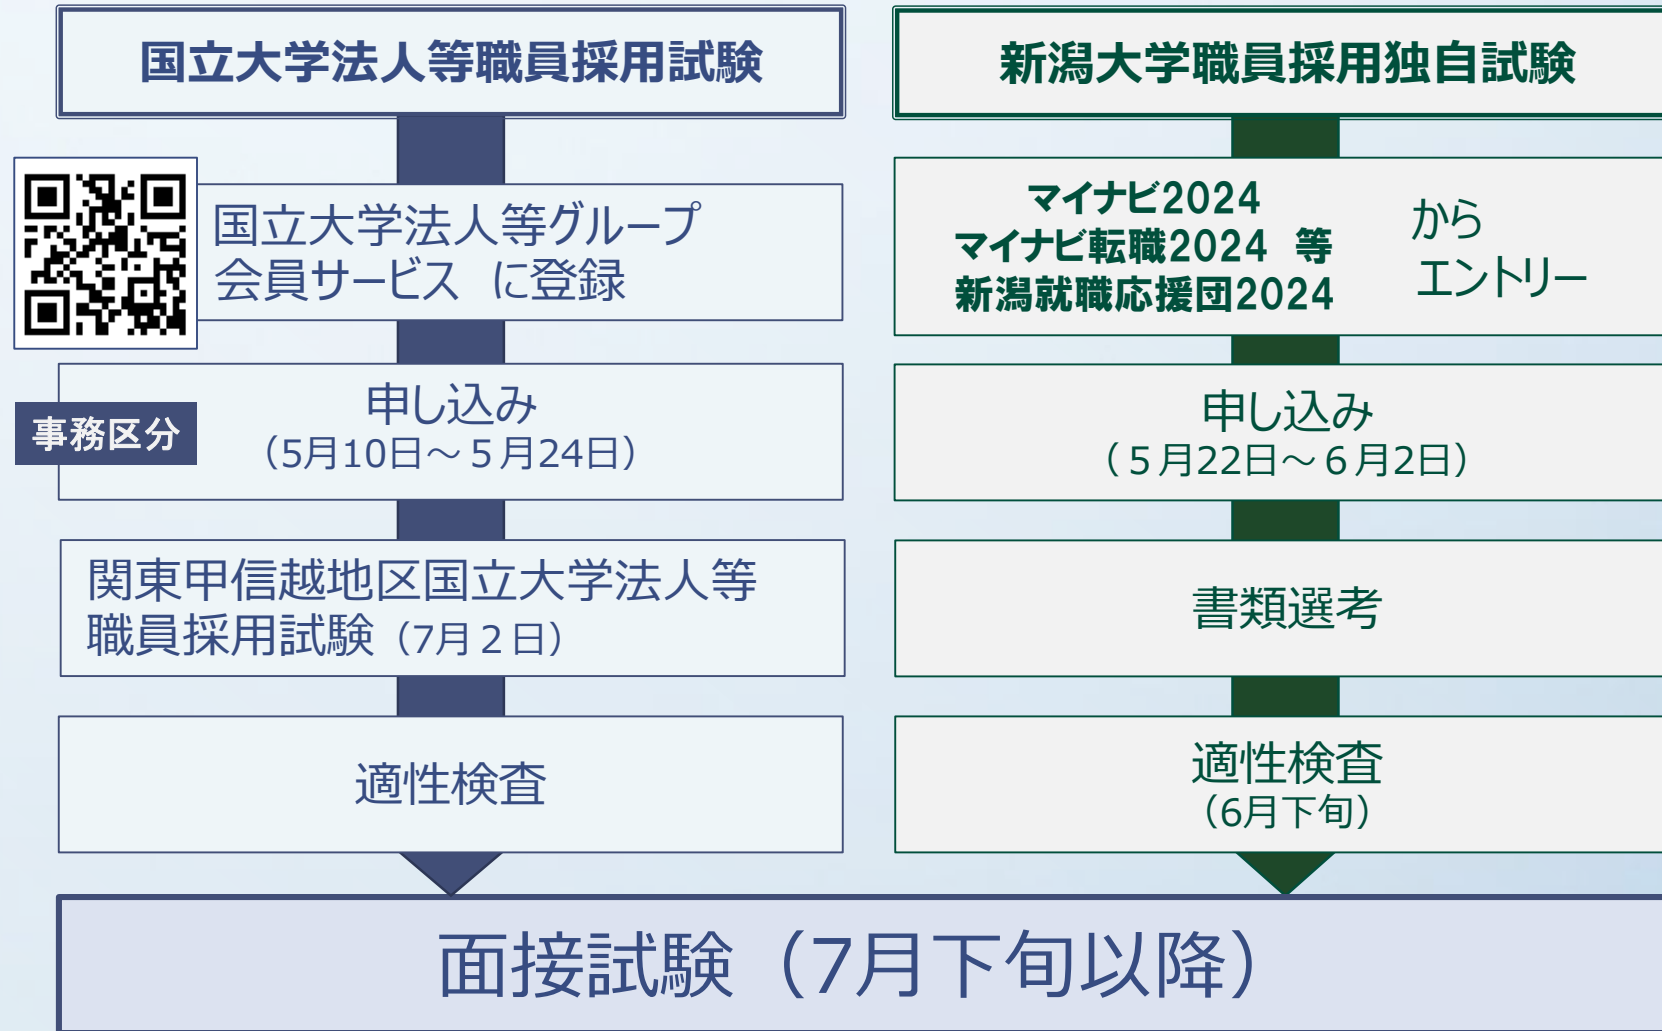 国立大学法人等職員採用試験
国立大学法人等グループ
会員サービス に登録
事務区分
申し込み
（5月10日～５月24日）
関東甲信越地区国立大学法人等
職員採用試験（7月２日）
適性検査
新潟大学職員採用独自試験
マイナビ2024
マイナビ転職2024 等
新潟就職応援団2024
から
エントリー
申し込み
（５月22日～６月2日）
書類選考
適性検査
（6月下旬）
面接試験（7月下旬以降）